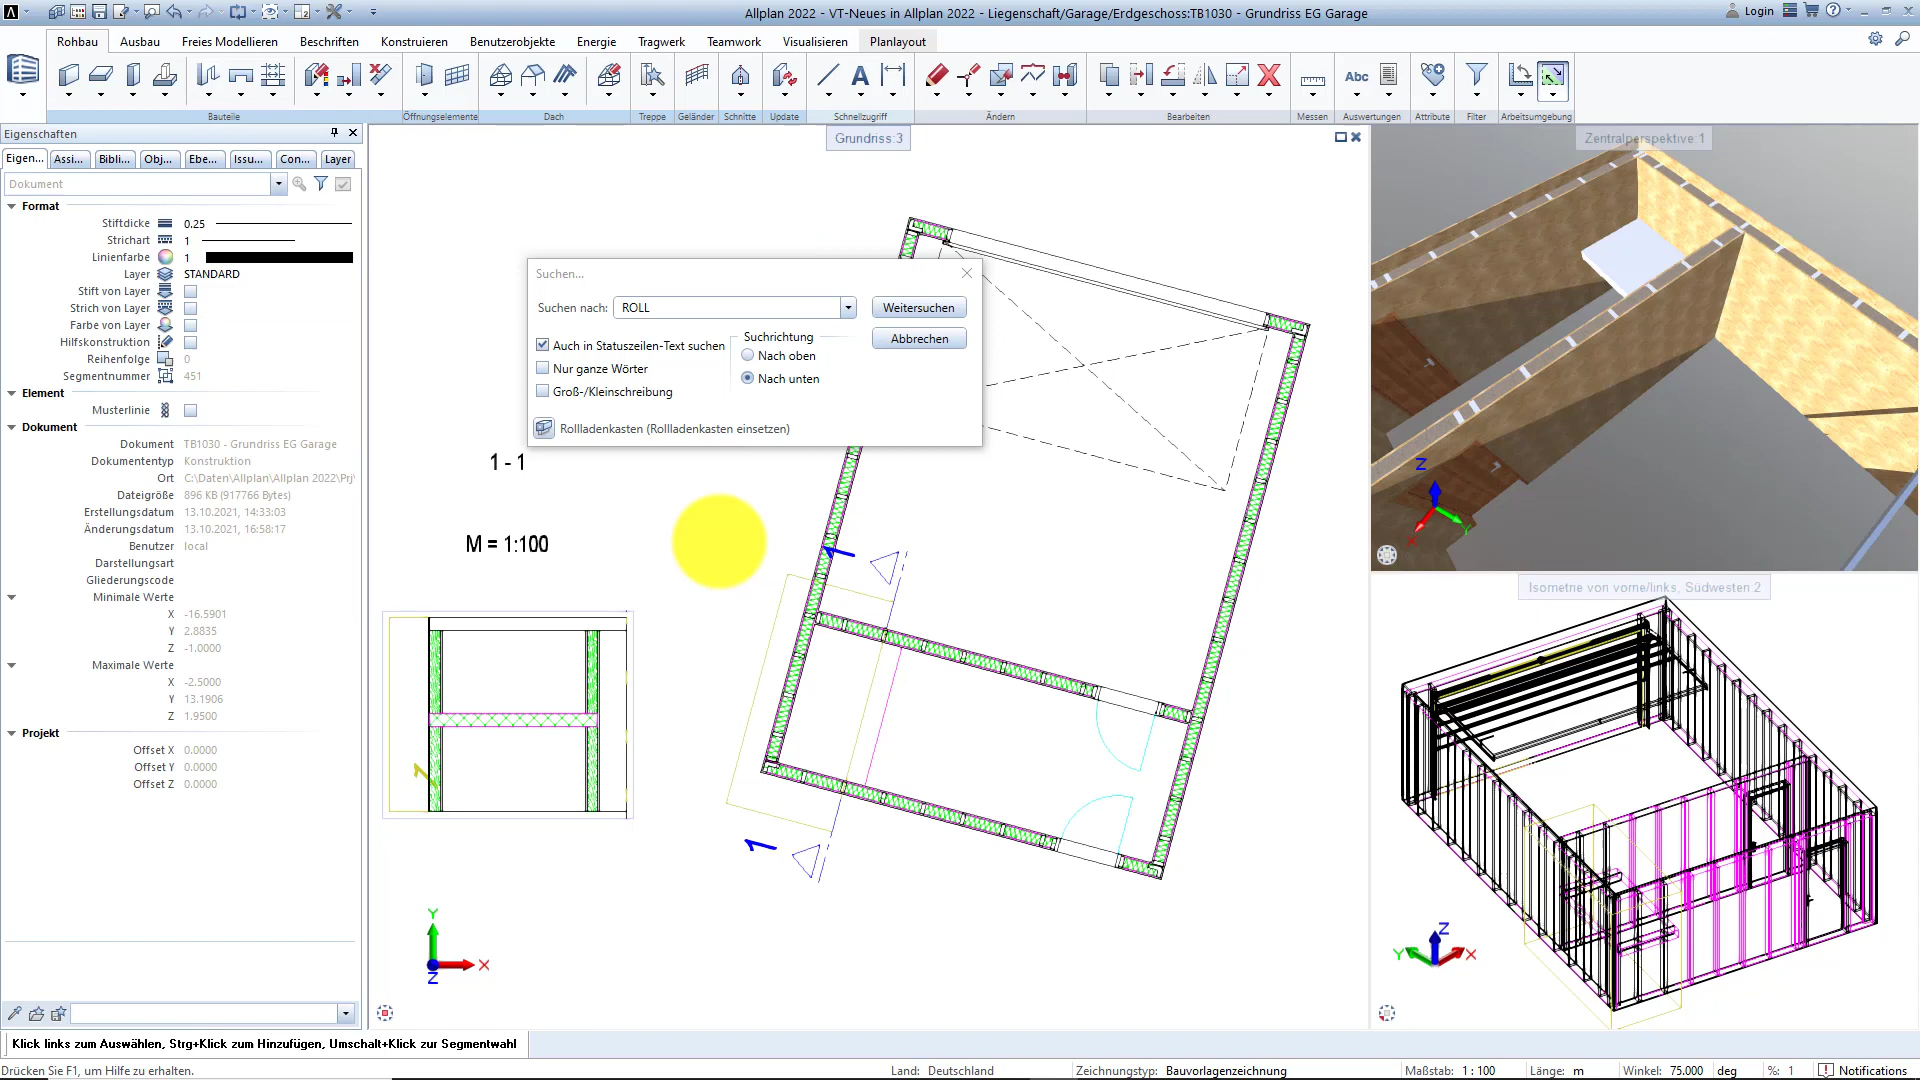 Allplan 2022 - VT-Neues in Allplan 2022 - Liegenschaft/Garage/Erdgeschoss:TB1030 - Grundriss EG Garage
Login
Rohbau Ausbau Freies Modellieren Beschriften Konstruieren Benutzerobjekte Energie Tragwerk Teamwork Visualisieren Planlayout
Abc
Bauteile Öffnungselemente Dach Treppe Geländer Schnitte Update Schnellzugriff Ändern Bearbeiten Messen Auswertungen Attribute Filter Arbeitsumgebung
Eigenschaften
Eigen... Assi... Bibli... Obj... Ebe... Issu... Con... Layer
Dokument
Format
Stiftdicke 0.25
Strichart 1
Linienfarbe 1
Layer STANDARD
Stift von Layer
Strich von Layer
Farbe von Layer
Hilfskonstruktion
Reihenfolge 0
Segmentnummer 451
Element
Musterlinie
Dokument
Dokument TB1030 - Grundriss EG Garage
Dokumententyp Konstruktion
Ort C:\Daten\Allplan\Allplan 2022\Prj\
Dateigröße 896 KB (917766 Bytes)
Erstellungsdatum 13.10.2021, 14:33:03
Änderungsdatum 13.10.2021, 16:58:17
Benutzer local
Darstellungsart
Gliederungscode
Minimale Werte
X -16.5901
Y 2.8835
Z -1.0000
Maximale Werte
X -2.5000
Y 13.1906
Z 1.9500
Projekt
Offset X 0.0000
Offset Y 0.0000
Offset Z 0.0000
Grundriss:3
Suchen...
Suchen nach: ROLL Weitersuchen
Abbrechen
Auch in Statuszeilen-Text suchen
Nur ganze Wörter
Groß-/Kleinschreibung
Suchrichtung
Nach oben
Nach unten
Rollladenkasten (Rollladenkasten einsetzen)
1 - 1
M = 1:100
1
1
1
Y
X
Z
Zentralperspektive:1
Z
Y
X
Isometrie von vorne/links, Südwesten:2
Z
Y
X
Klick links zum Auswählen, Strg+Klick zum Hinzufügen, Umschalt+Klick zur Segmentwahl
Drücken Sie F1, um Hilfe zu erhalten. Land: Deutschland Zeichnungstyp: Bauvorlagenzeichnung Maßstab: 1 : 100 Länge: m Winkel: 75.000 deg %: 1 Notifications